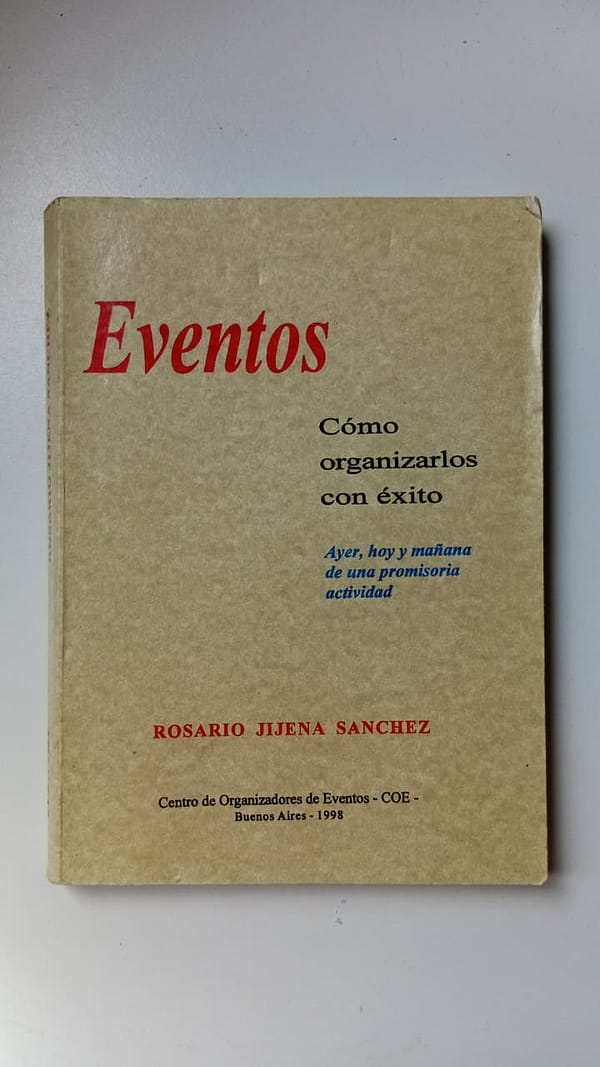 Eventos
Cómo
organizarlos
con éxito
Ayer, hoy y mañana
de una promisoria
actividad
ROSARIO JIJENA SANCHEZ
Centro de Organizadores de Eventos - COE -
Buenos Aires - 1998